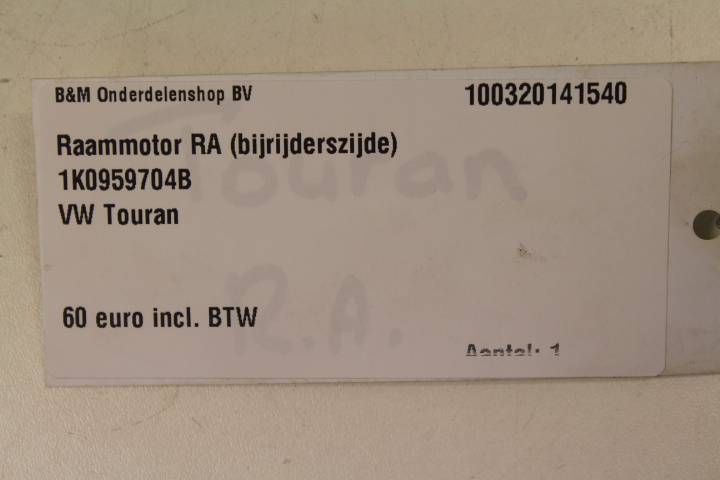 B&M Onderdelenshop BV 100320141540
Raammotor RA (bijrijderszijde)
1K0959704B
VW Touran
Touran
60 euro incl. BTW
R.A.
Aantal: 1